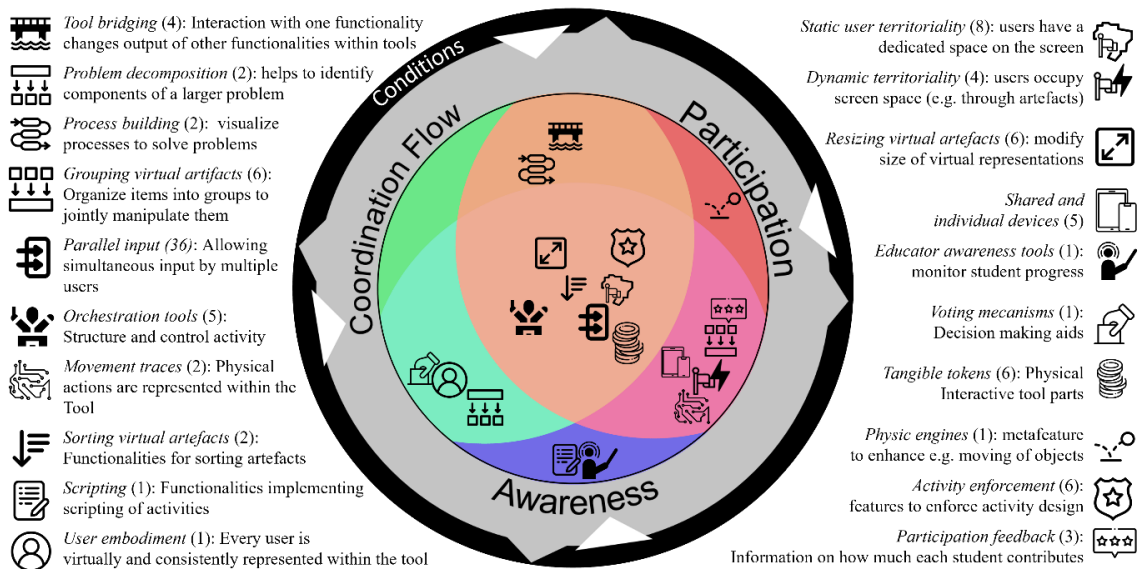 Tool bridging (4): Interaction with one functionality
changes output of other functionalities within tools
Problem decomposition (2): helps to identify
components of a larger problem
Process building (2): visualize
processes to solve problems
Grouping virtual artifacts (6):
Organize items into groups to
jointly manipulate them
Parallel input (36): Allowing
simultaneous input by multiple
users
Orchestration tools (5):
Structure and control activity
Movement traces (2): Physical
actions are represented within the
Tool
Sorting virtual artefacts (2):
Functionalities for sorting artefacts
Scripting (1): Functionalities implementing
scripting of activities
User embodiment (1): Every user is
virtually and consistently represented within the tool
Conditions
Coordination Flow
Participation
Awareness
Static user territoriality (8): users have a
dedicated space on the screen
Dynamic territoriality (4): users occupy
screen space (e.g. through artefacts)
Resizing virtual artefacts (6): modify
size of virtual representations
Shared and
individual devices (5)
Educator awareness tools (1):
monitor student progress
Voting mecanisms (1):
Decision making aids
Tangible tokens (6): Physical
Interactive tool parts
Physic engines (1): metafeature
to enhance e.g. moving of objects
Activity enforcement (6):
features to enforce activity design
Participation feedback (3):
Information on how much each student contributes